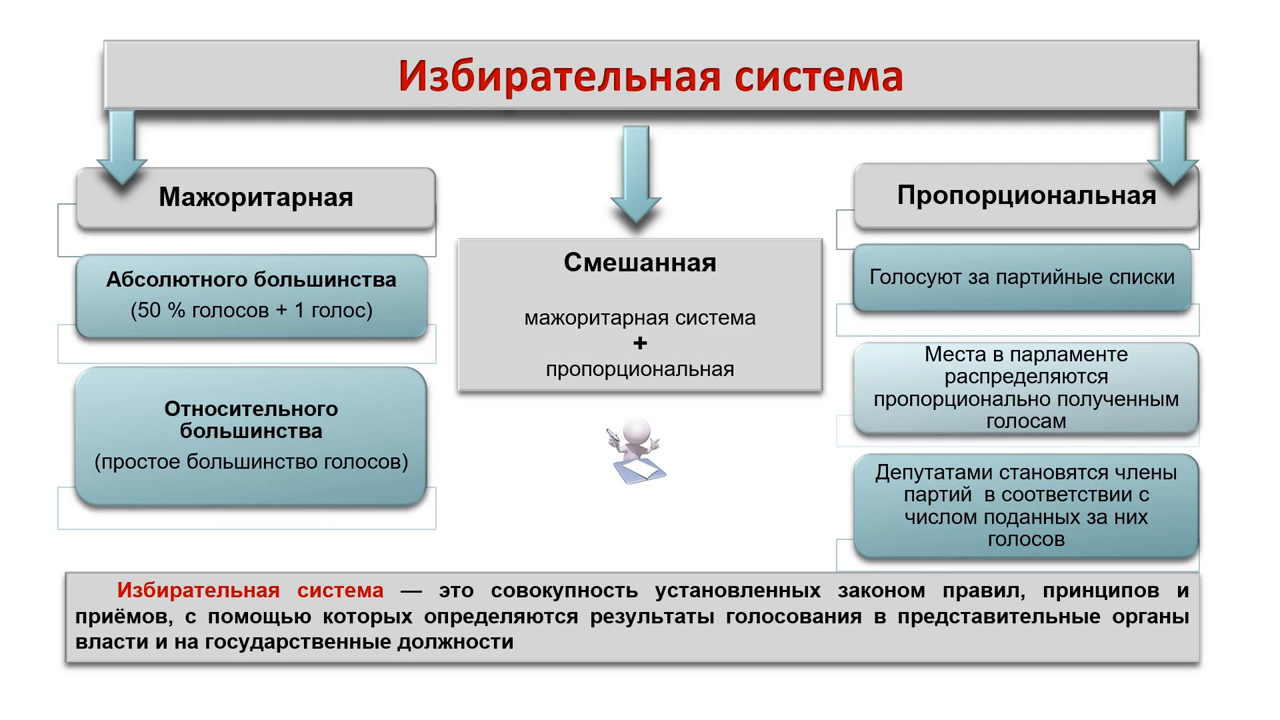 Избирательная система
Мажоритарная
Абсолютного большинства
(50 % голосов + 1 голос)
Относительного
большинства
(простое большинство голосов)
Смешанная
мажоритарная система
+
пропорциональная
Пропорциональная
Голосуют за партийные списки
Места в парламенте
распределяются
пропорционально полученным
голосам
Депутатами становятся члены
партий в соответствии с
числом поданных за них
голосов
Избирательная система — это совокупность установленных законом правил, принципов и
приёмов, с помощью которых определяются результаты голосования в представительные органы
власти и на государственные должности